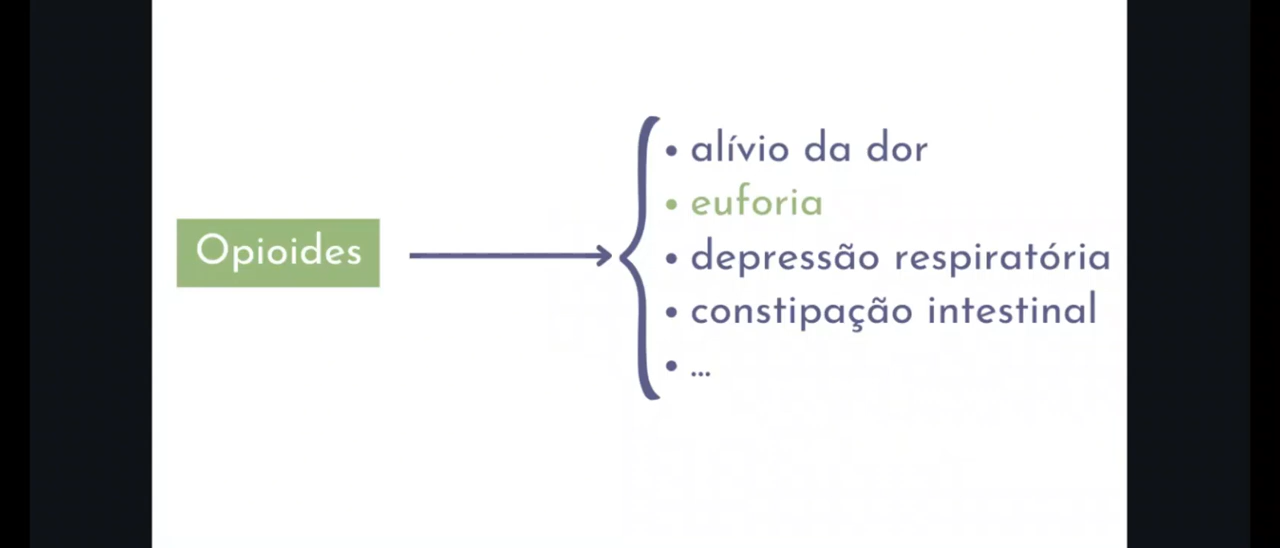 Opioides
• alívio da dor
• euforia
• depressão respiratória
• constipação intestinal
• ...